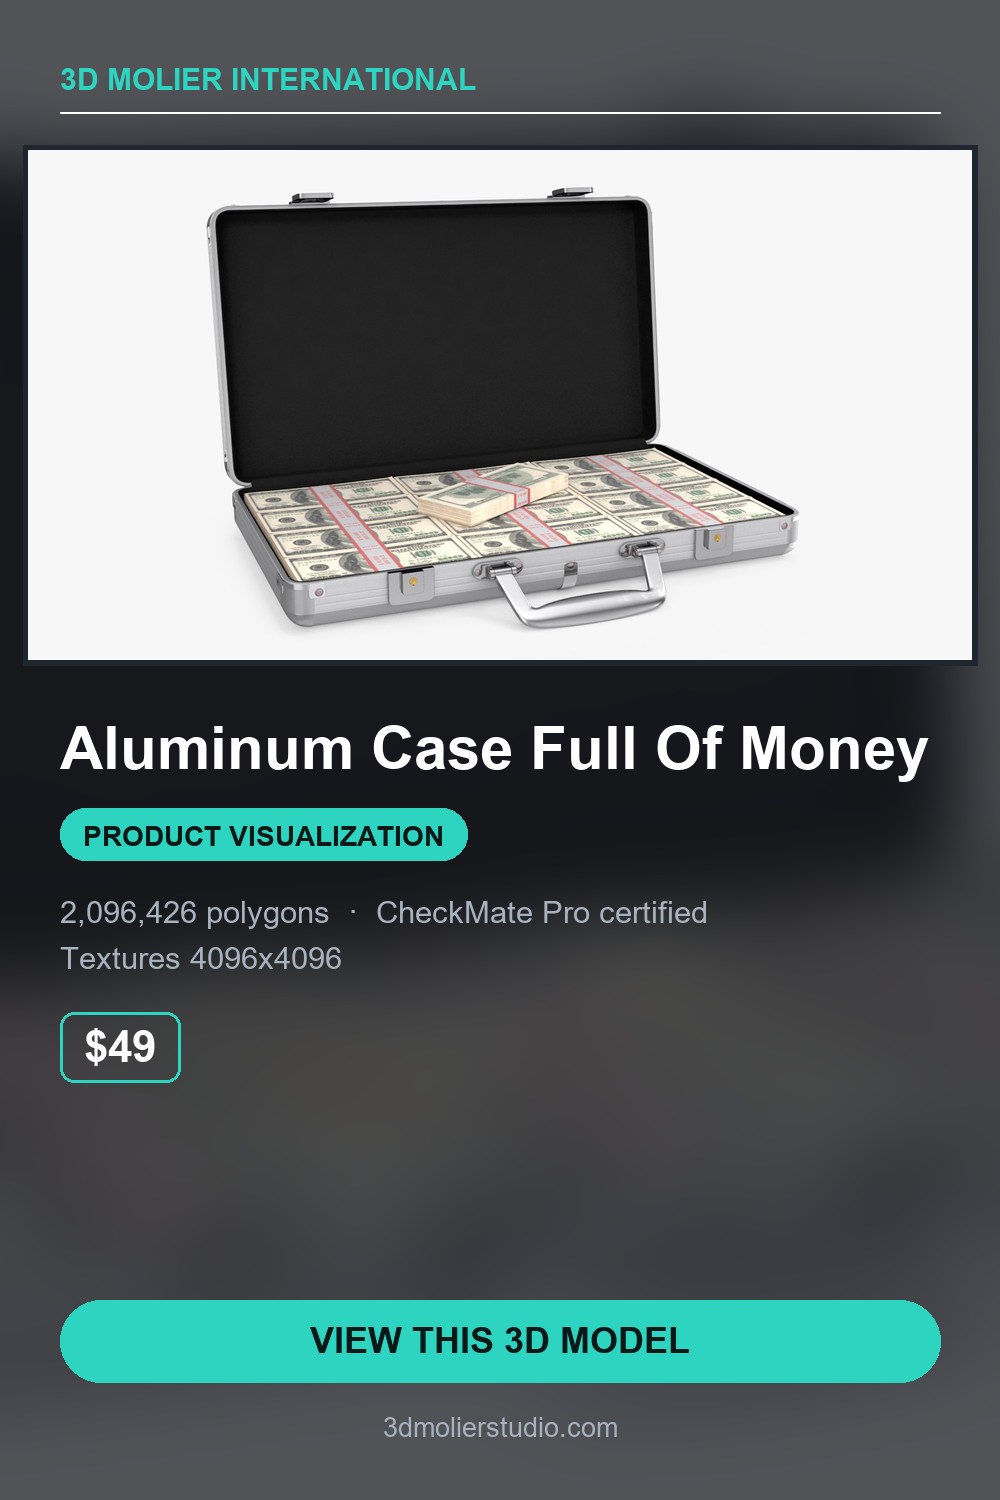 3D MOLIER INTERNATIONAL
Aluminum Case Full Of Money
PRODUCT VISUALIZATION
2,096,426 polygons · CheckMate Pro certified
Textures 4096x4096
$49
VIEW THIS 3D MODEL
3dmolierstudio.com